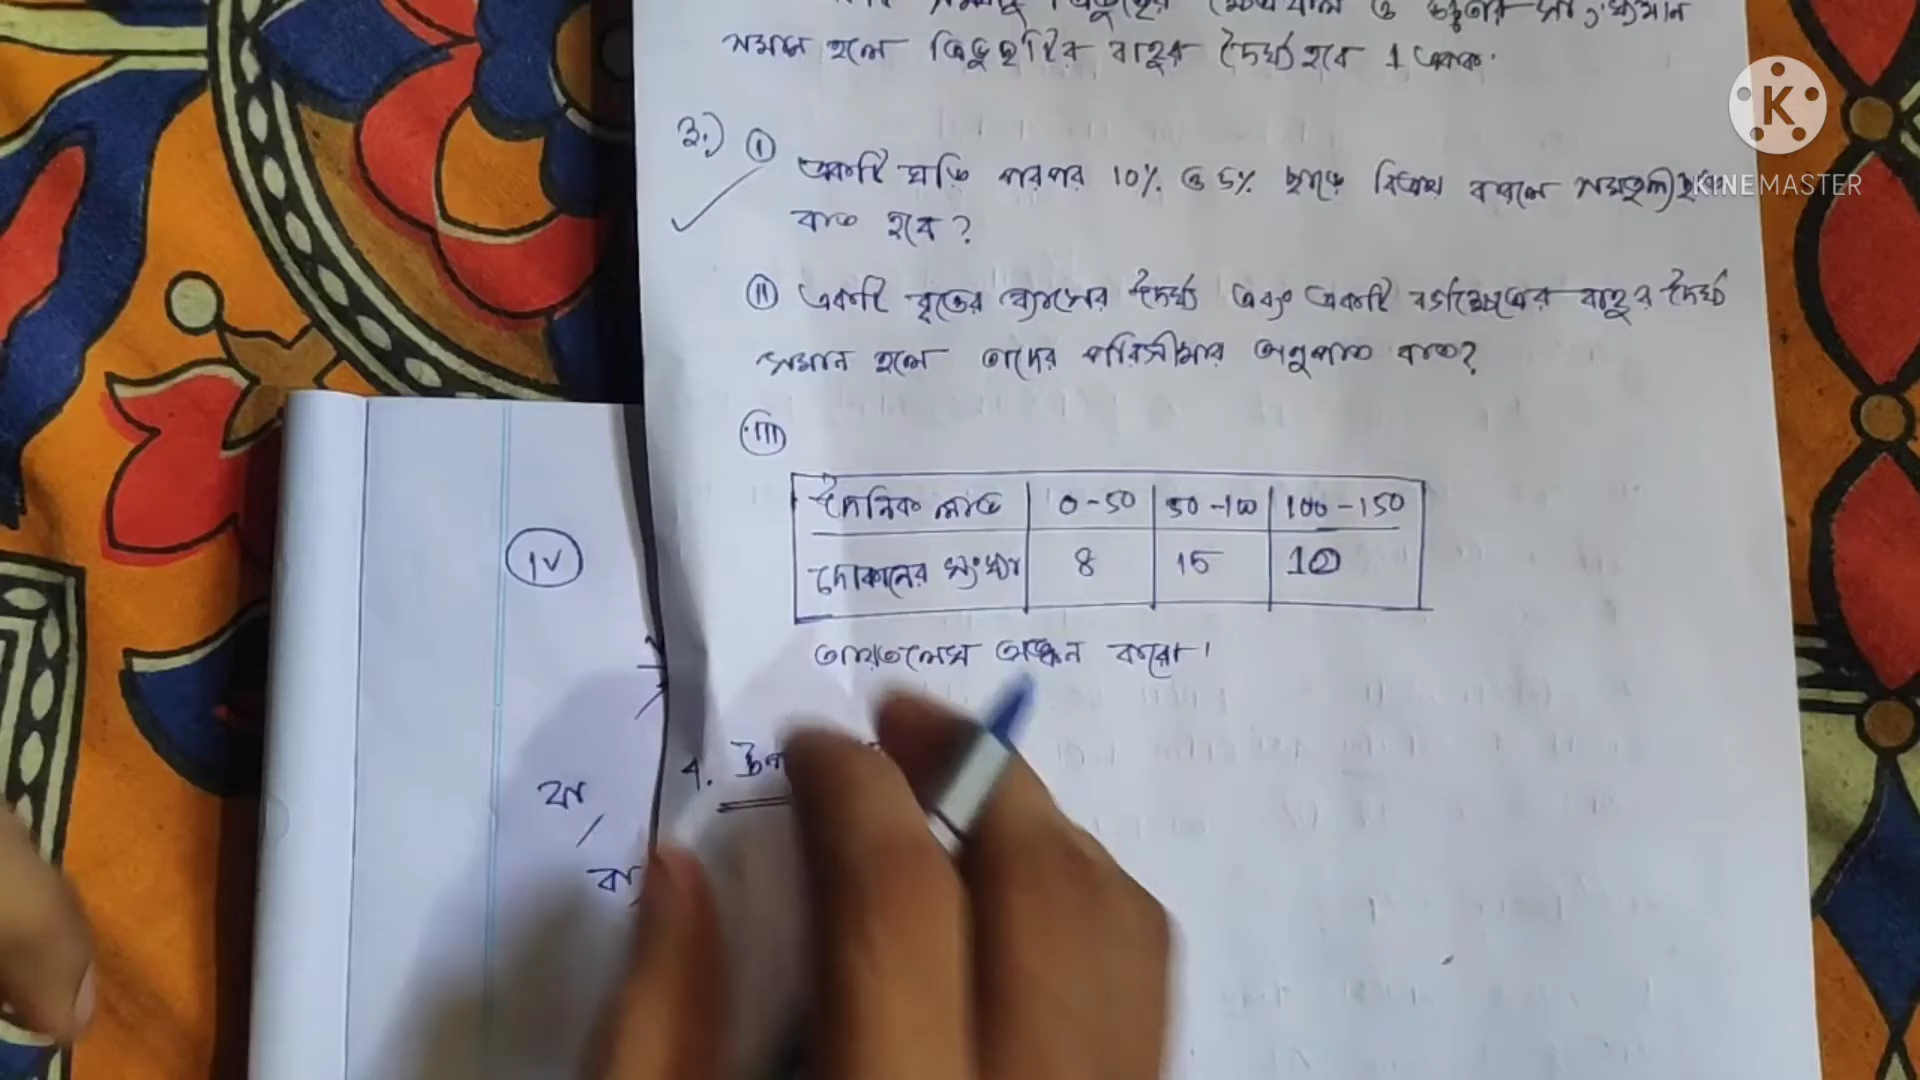 সমান হলে ত্রিভুজটির বাহুর দৈর্ঘ্য হবে 1 একক.
3.) (i)
একটি ঘড়ি পরপর 10% ও 5% ছাড়ে বিক্রয় করলে সমতুল্য
কত হবে?
(ii) একটি বৃত্তের ব্যাসের দৈর্ঘ্য এবং একটি বর্গক্ষেত্রের বাহুর দৈর্ঘ্য
সমান হলে তাদের পরিসীমার অনুপাত কত?
(iii)
দৈনিক লাভ 0-50 50-100 100-150
দোকানের সংখ্যা 8 15 10
আয়তলেখ অঙ্কন করো।
(iv)
4.
KINEMASTER